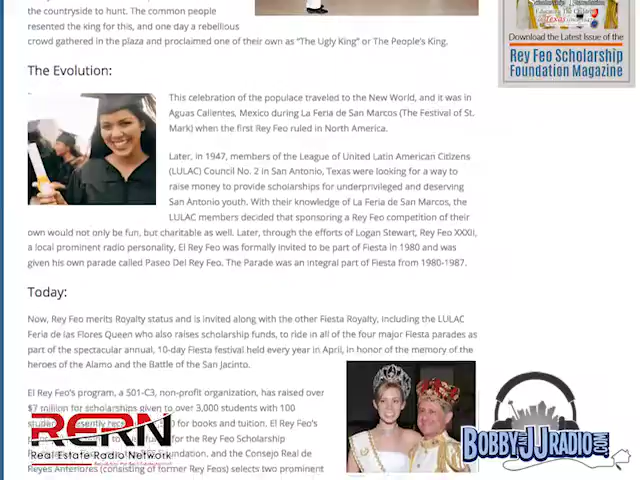 the countryside to hunt. The common people
resented the king for this, and one day a rebellious
crowd gathered in the plaza and proclaimed one of their own as "The Ugly King" or The People's King.
Download the Latest Issue of the
Rey Feo Scholarship
Foundation Magazine
The Evolution:
This celebration of the populace traveled to the New World, and it was in
Aguas Calientes, Mexico during La Feria de San Marcos (The Festival of St.
Mark) when the first Rey Feo ruled in North America.
Later, in 1947, members of the League of United Latin American Citizens
(LULAC) Council No. 2 in San Antonio, Texas were looking for a way to
raise money to provide scholarships for underprivileged and deserving
San Antonio youth. With their knowledge of La Feria de San Marcos, the
LULAC members decided that sponsoring a Rey Feo competition of their
own would not only be fun, but charitable as well. Later, through the efforts of Logan Stewart, Rey Feo XXXII,
a local prominent radio personality, El Rey Feo was formally invited to be part of Fiesta in 1980 and was
given his own parade called Paseo Del Rey Feo. The Parade was an integral part of Fiesta from 1980-1987.
Today:
Now, Rey Feo merits Royalty status and is invited along with the other Fiesta Royalty, including the LULAC
Feria de las Flores Queen who also raises scholarship funds, to ride in all of the four major Fiesta parades as
part of the spectacular annual, 10-day Fiesta festival held every year in April, in honor of the memory of the
heroes of the Alamo and the Battle of the San Jacinto.
El Rey Feo's program, a 501-C3, non-profit organization, has raised over
$7 million for scholarships given to over 3,000 students with 100
for books and tuition. El Rey Feo's
for the Rey Feo Scholarship
Foundation, and the Consejo Real de
Reyes Anteriores (consisting of former Rey Feos) selects two prominent
RERN
Real Estate Radio Network
BOBBYANDJJRADIO.COM